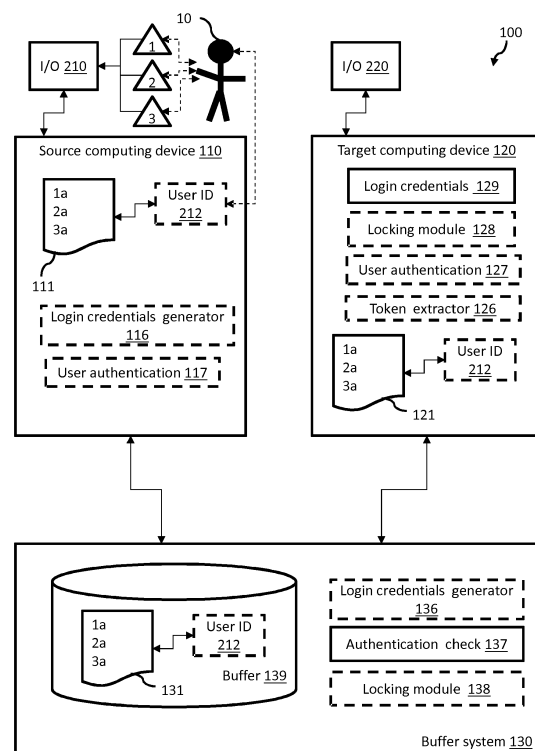 10
100
I/O 210
1
2
3
I/O 220
Source computing device 110
1a
2a
3a
User ID
212
111
Login credentials generator
116
User authentication 117
Target computing device 120
Login credentials 129
Locking module 128
User authentication 127
Token extractor 126
1a
2a
3a
User ID
212
121
1a
2a
3a
User ID
212
131
Buffer 139
Login credentials generator
136
Authentication check 137
Locking module 138
Buffer system 130